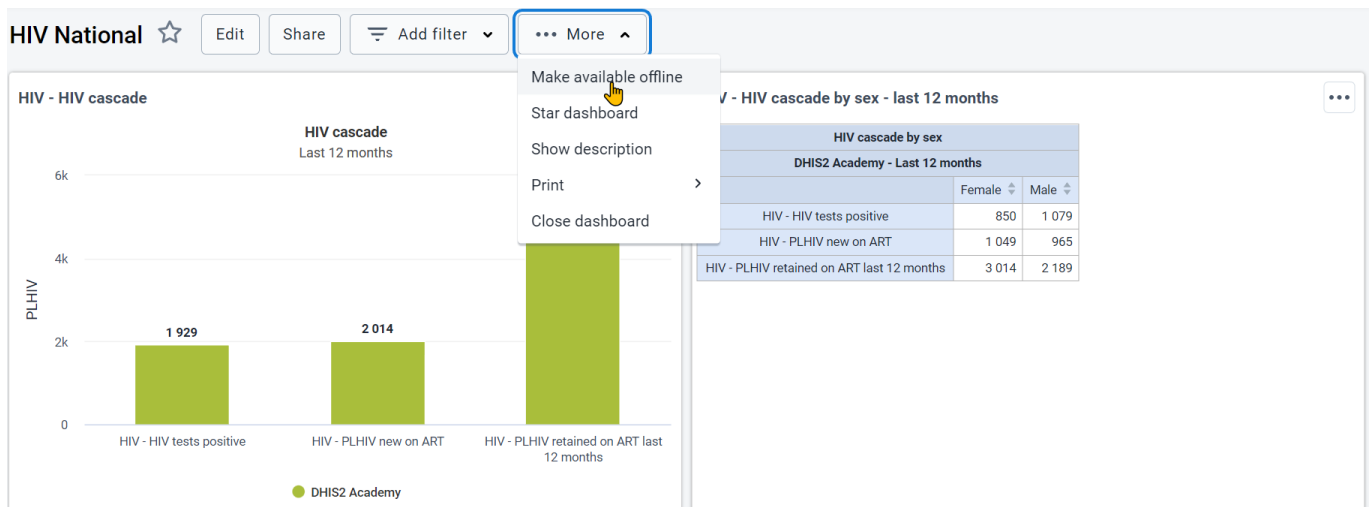 HIV National
Edit
Share
Add filter
More
Make available offline
Star dashboard
Show description
Print
Close dashboard
HIV - HIV cascade
HIV cascade
Last 12 months
6k
4k
2k
0
PLHIV
1 929
2 014
HIV - HIV tests positive
HIV - PLHIV new on ART
HIV - PLHIV retained on ART last
12 months
DHIS2 Academy
V - HIV cascade by sex - last 12 months
HIV cascade by sex
DHIS2 Academy - Last 12 months
Female Male
HIV - HIV tests positive 850 1 079
HIV - PLHIV new on ART 1 049 965
HIV - PLHIV retained on ART last 12 months 3 014 2 189